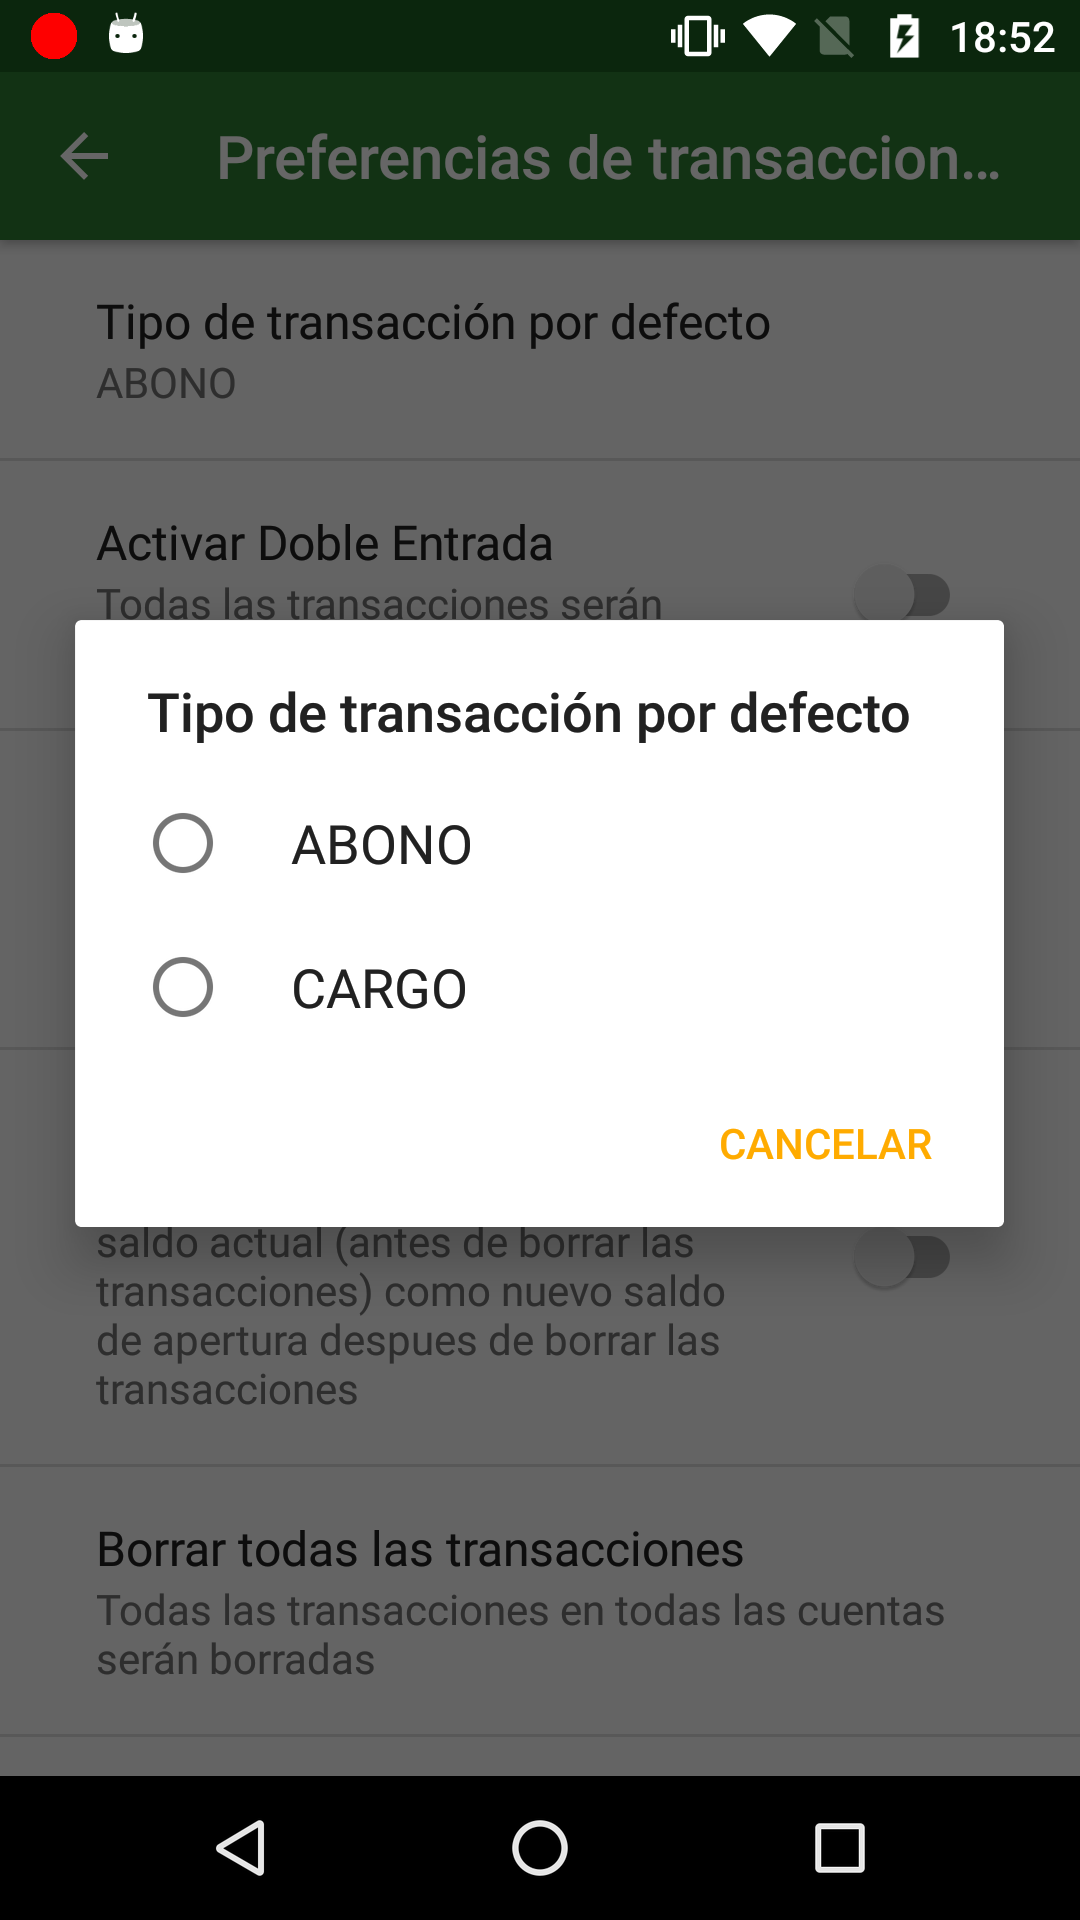 18:52
Preferencias de transaccion...
Tipo de transacción por defecto
ABONO
Activar Doble Entrada
Todas las transacciones serán
Tipo de transacción por defecto
ABONO
CARGO
CANCELAR
saldo actual (antes de borrar las
transacciones) como nuevo saldo
de apertura despues de borrar las
transacciones
Borrar todas las transacciones
Todas las transacciones en todas las cuentas
serán borradas